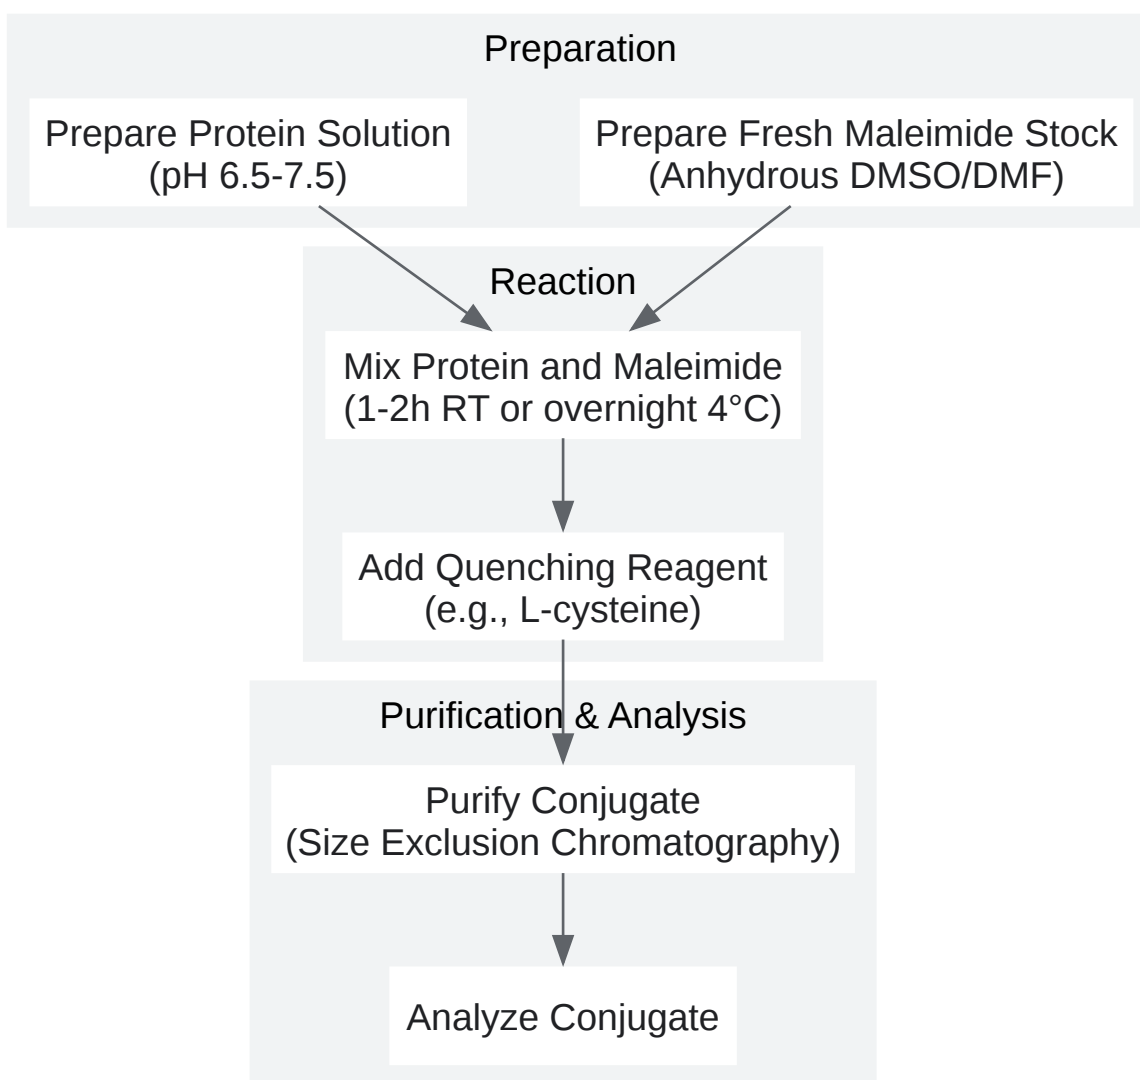 Preparation
Prepare Protein Solution
(pH 6.5-7.5)
Prepare Fresh Maleimide Stock
(Anhydrous DMSO/DMF)
Reaction
Mix Protein and Maleimide
(1-2h RT or overnight 4°C)
Add Quenching Reagent
(e.g., L-cysteine)
Purification & Analysis
Purify Conjugate
(Size Exclusion Chromatography)
Analyze Conjugate